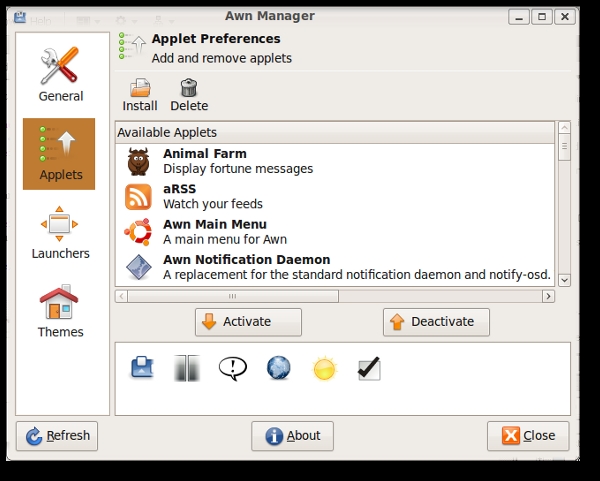 Awn Manager
Applet Preferences
Add and remove applets
General
Install
Delete
Available Applets
Applets
Animal Farm
Display fortune messages
aRSS
Watch your feeds
Launchers
Awn Main Menu
A main menu for Awn
Awn Notification Daemon
A replacement for the standard notification daemon and notify-osd.
Themes
Activate
Deactivate
Refresh
About
Close